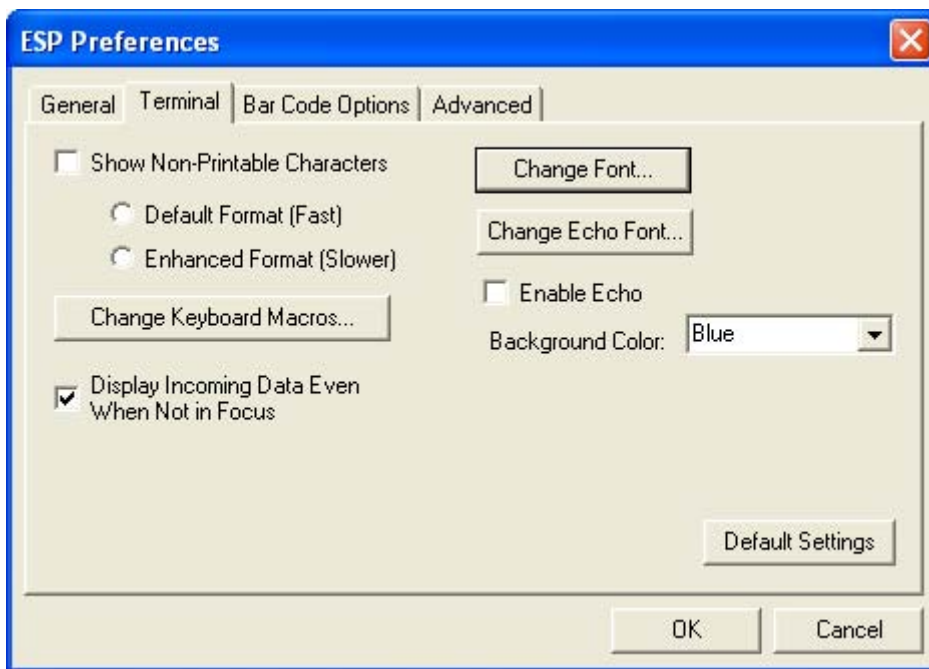 ESP Preferences
General
Terminal
Bar Code Options
Advanced
Show Non-Printable Characters
Default Format (Fast)
Enhanced Format (Slower)
Change Keyboard Macros...
Display Incoming Data Even
When Not in Focus
Change Font...
Change Echo Font...
Enable Echo
Background Color:
Blue
Default Settings
OK
Cancel